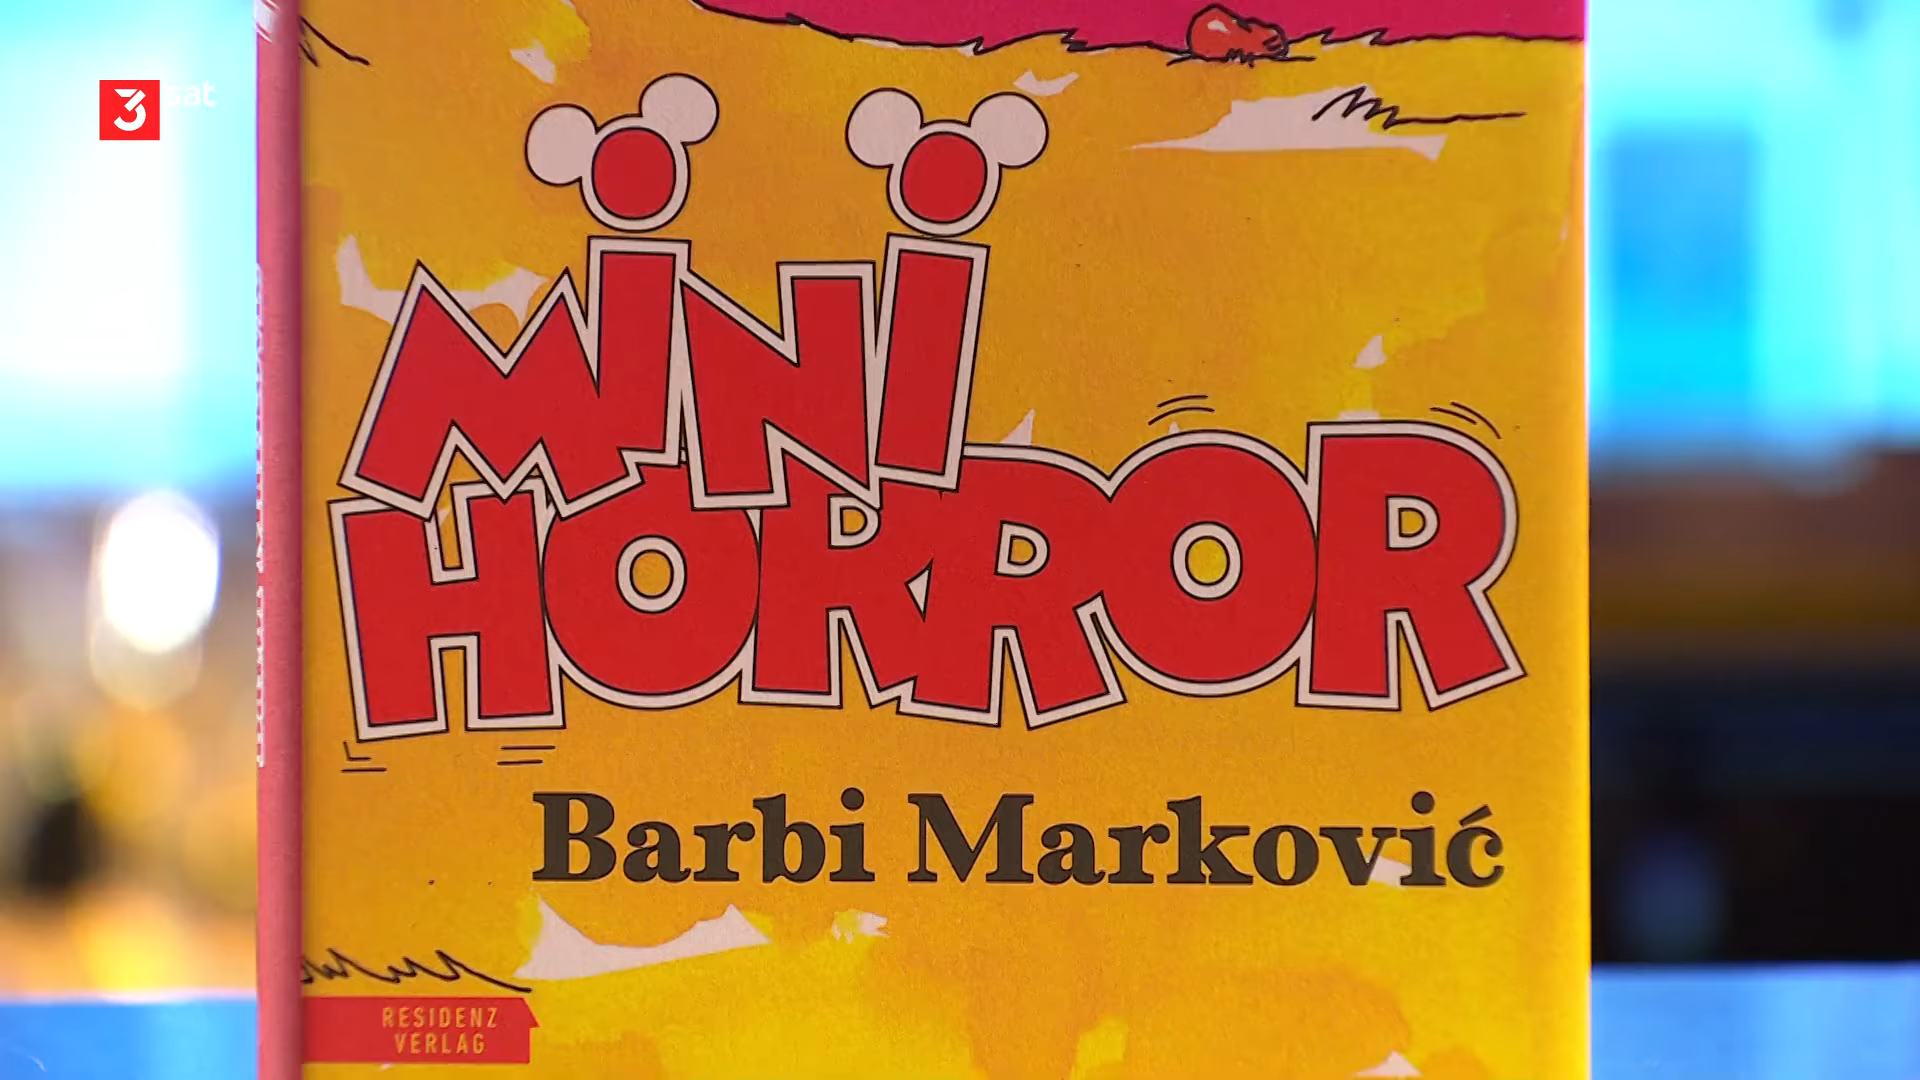 3sat
MiNi
HORROR
Barbi Marković
RESIDENZ
VERLAG